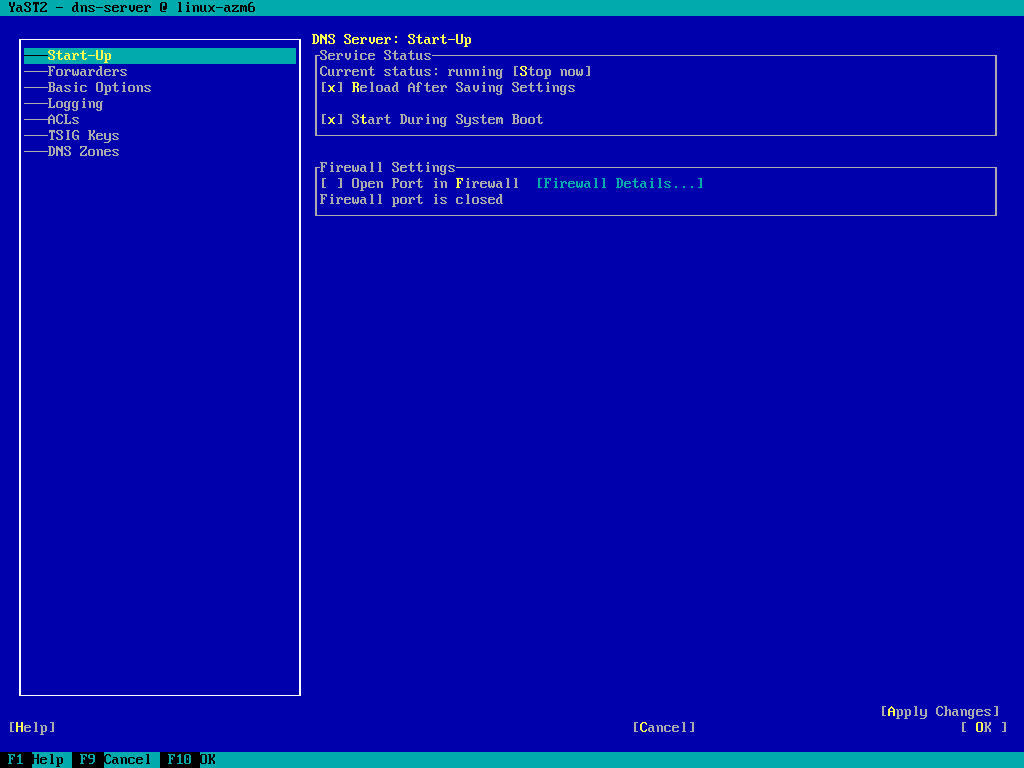 YaST2 - dns-server @ linux-azm6
DNS Server: Start-Up
Start-Up
Forwarders
Basic Options
Logging
ACLs
TSIG Keys
DNS Zones
Service Status
Current status: running [Stop now]
[x] Reload After Saving Settings
[x] Start During System Boot
Firewall Settings
[ ] Open Port in Firewall [Firewall Details...]
Firewall port is closed
[Apply Changes]
[Help] [Cancel] [ OK ]
F1 Help F9 Cancel F10 OK